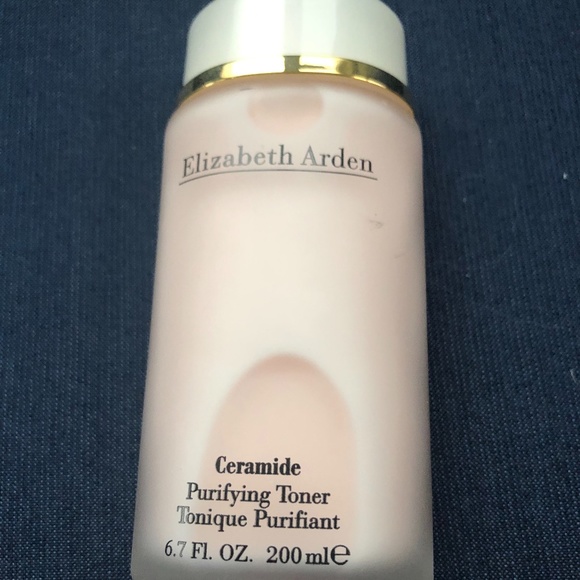 Elizabeth Arden
Ceramide
Purifying Toner
Tonique Purifiant
6.7 Fl. OZ. 200 ml℮